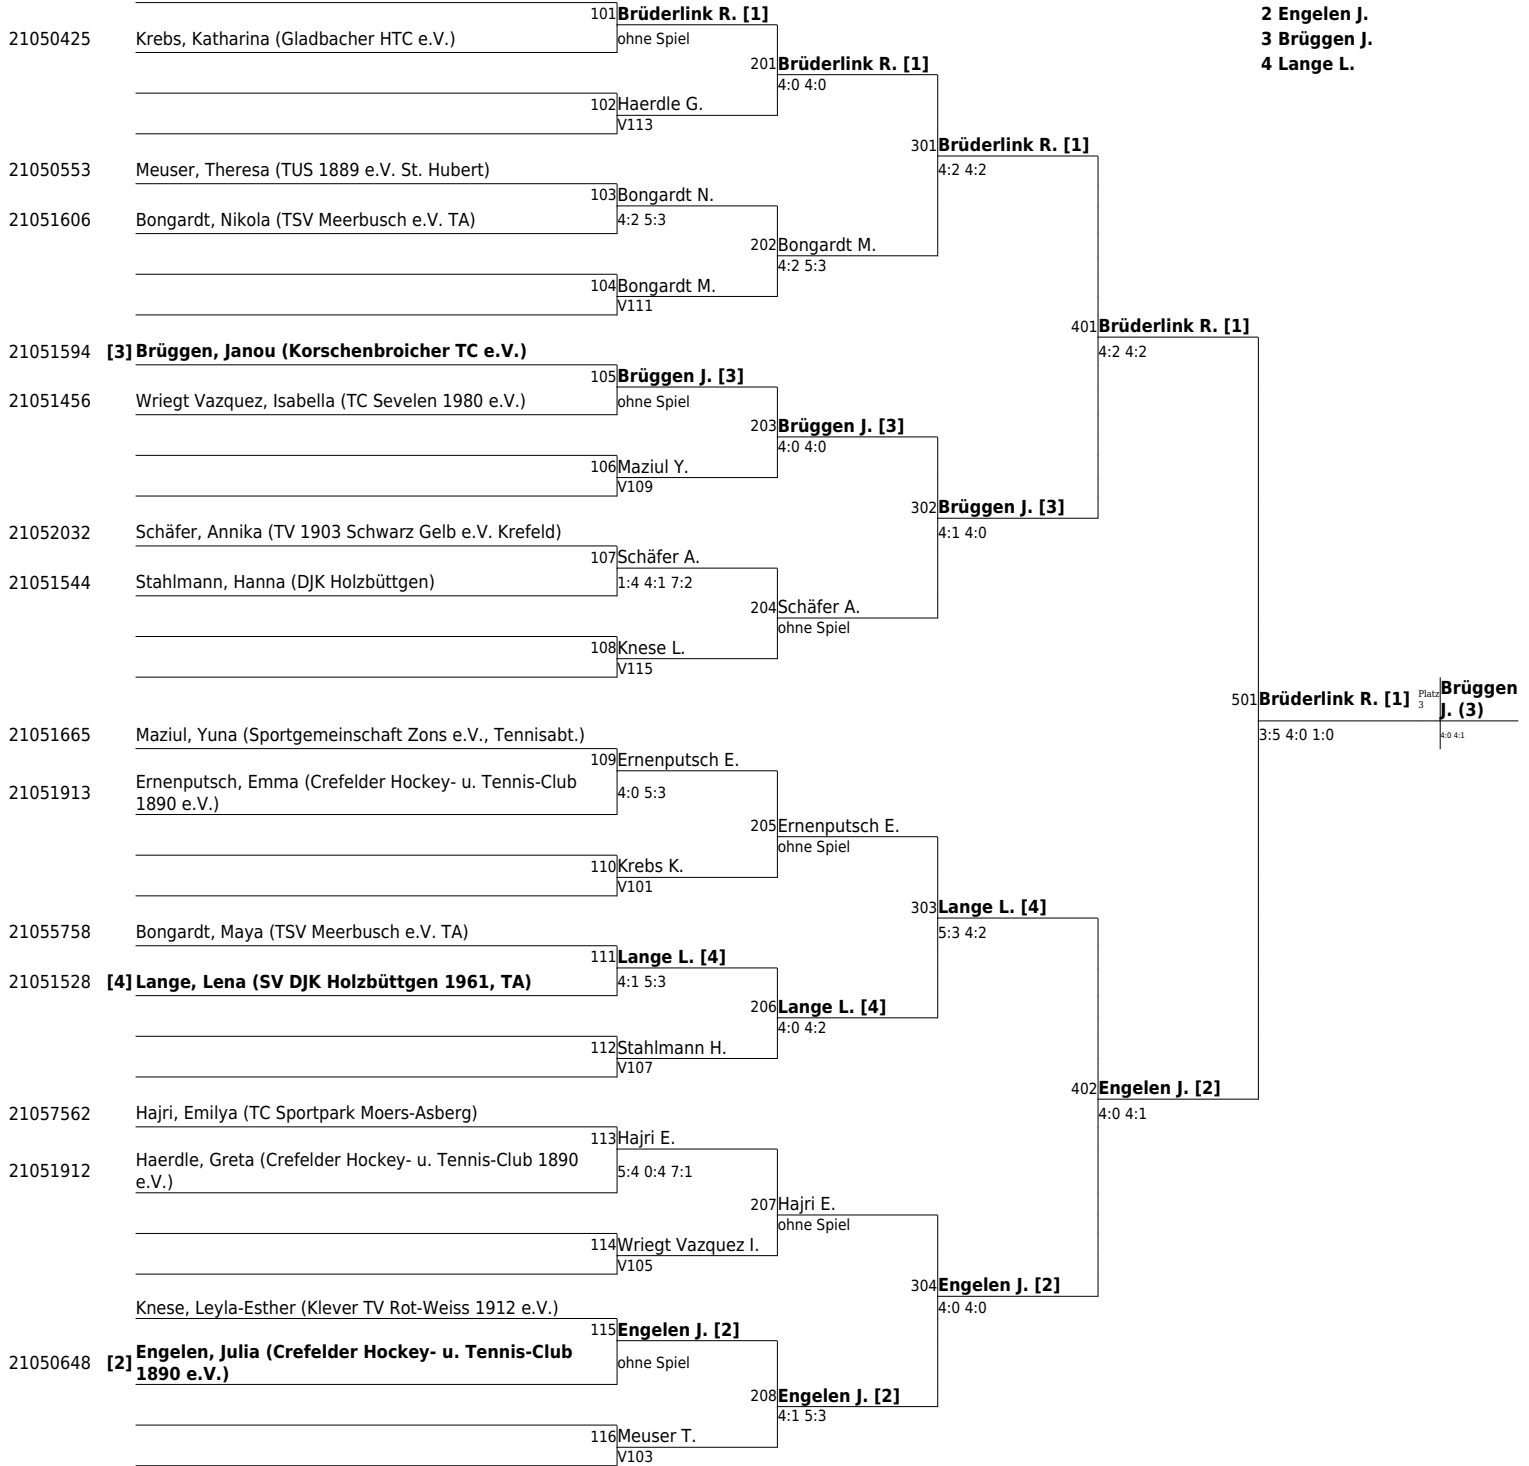 101 Brüderlink R. [1]
2 Engelen J.
21050425 Krebs, Katharina (Gladbacher HTC e.V.)
ohne Spiel
3 Brüggen J.
201 Brüderlink R. [1]
4 Lange L.
4:0 4:0
102 Haerdle G.
V113
301 Brüderlink R. [1]
21050553 Meuser, Theresa (TUS 1889 e.V. St. Hubert)
4:2 4:2
103 Bongardt N.
21051606 Bongardt, Nikola (TSV Meerbusch e.V. TA)
4:2 5:3
202 Bongardt M.
4:2 5:3
104 Bongardt M.
V111
401 Brüderlink R. [1]
21051594 [3] Brüggen, Janou (Korschenbroicher TC e.V.)
4:2 4:2
105 Brüggen J. [3]
21051456 Wriegt Vazquez, Isabella (TC Sevelen 1980 e.V.)
ohne Spiel
203 Brüggen J. [3]
4:0 4:0
106 Maziul Y.
V109
302 Brüggen J. [3]
21052032 Schäfer, Annika (TV 1903 Schwarz Gelb e.V. Krefeld)
4:1 4:0
107 Schäfer A.
21051544 Stahlmann, Hanna (DJK Holzbüttgen)
1:4 4:1 7:2
204 Schäfer A.
ohne Spiel
108 Knese L.
V115
501 Brüderlink R. [1]
Platz
3
Brüggen
J. (3)
3:5 4:0 1:0
4:0 4:1
21051665 Maziul, Yuna (Sportgemeinschaft Zons e.V., Tennisabt.)
109 Ernenputsch E.
21051913 Ernenputsch, Emma (Crefelder Hockey- u. Tennis-Club
1890 e.V.)
4:0 5:3
205 Ernenputsch E.
ohne Spiel
110 Krebs K.
V101
303 Lange L. [4]
21055758 Bongardt, Maya (TSV Meerbusch e.V. TA)
5:3 4:2
111 Lange L. [4]
21051528 [4] Lange, Lena (SV DJK Holzbüttgen 1961, TA)
4:1 5:3
206 Lange L. [4]
4:0 4:2
112 Stahlmann H.
V107
402 Engelen J. [2]
21057562 Hajri, Emilya (TC Sportpark Moers-Asberg)
4:0 4:1
113 Hajri E.
21051912 Haerdle, Greta (Crefelder Hockey- u. Tennis-Club 1890
e.V.)
5:4 0:4 7:1
207 Hajri E.
ohne Spiel
114 Wriegt Vazquez I.
V105
304 Engelen J. [2]
Knese, Leyla-Esther (Klever TV Rot-Weiss 1912 e.V.)
4:0 4:0
115 Engelen J. [2]
21050648 [2] Engelen, Julia (Crefelder Hockey- u. Tennis-Club
1890 e.V.)
ohne Spiel
208 Engelen J. [2]
4:1 5:3
116 Meuser T.
V103